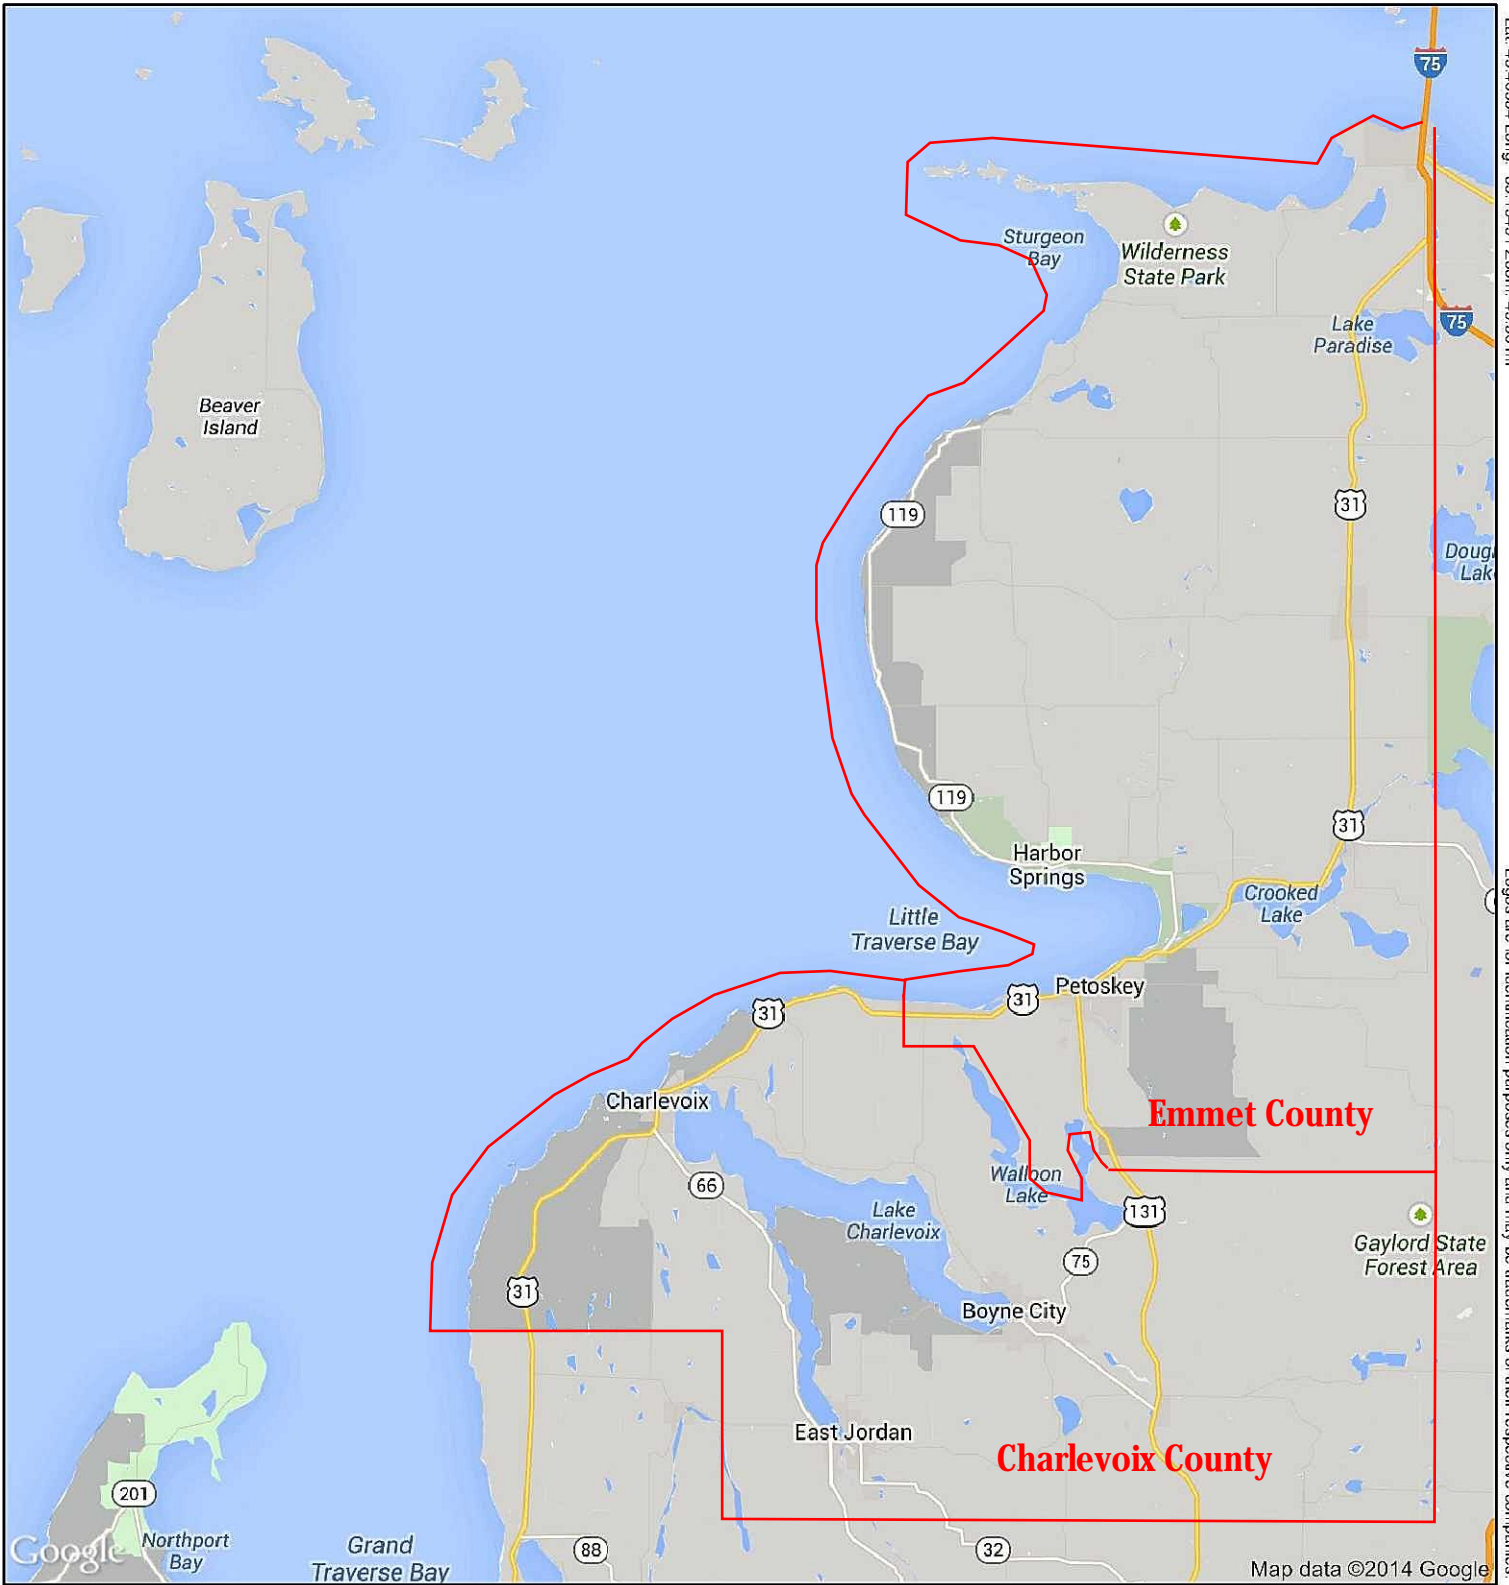 75
Sturgeon
Bay
Wilderness
State Park
Lake
Paradise
75
Beaver
Island
31
119
Doug
Lak
119
31
Harbor
Springs
Crooked
Lake
Little
Traverse Bay
Petoskey
31
31
Charlevoix
Emmet County
66
Walloon
Lake
Lake
Charlevoix
131
75
Gaylord State
Forest Area
31
Boyne City
East Jordan
Charlevoix County
201
Northport
Bay
Grand
Traverse Bay
88
32
Google
Map data ©2014 Google